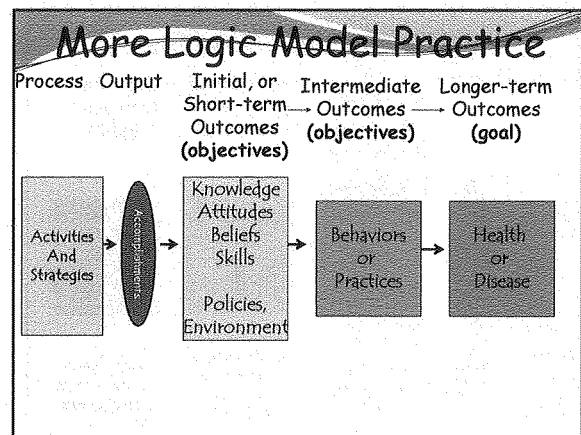 More Logic Model Practice
Process Output Initial, or
Short-term
Outcomes
(objectives)
Intermediate
Outcomes
(objectives)
Longer-term
Outcomes
(goal)
Activities
And
Strategies
Accomplishments
Knowledge
Attitudes
Beliefs
Skills
Policies,
Environment
Behaviors
or
Practices
Health
or
Disease